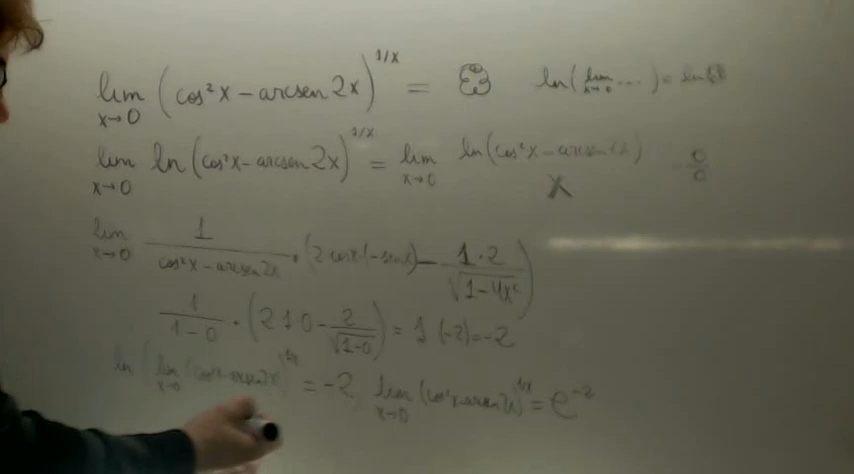 lim x→0 (cos²x - arcsen 2x)^1/x = ln(lim x→0 ...) = ln
lim x→0 ln(cos²x - arcsen 2x)^1/x = lim x→0 ln(cos²x - arcsen 2x) / x 0/0
lim x→0 1/(cos²x - arcsen 2x) · (2 cos x (-sen x) - 1·2/√(1-4x²))
1/(1-0) · (2 1 0 - 2/√(1-0)) = 1 (-2) = -2
ln(lim x→0 (cos²x - arcsen 2x)^1/x = -2 lim x→0 (cos²x - arcsen 2x)^1/x = e^-2